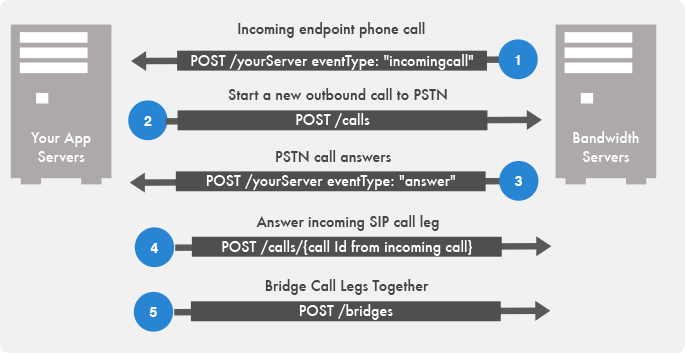 Incoming endpoint phone call
POST /yourServer eventType: "incomingcall"
1
Start a new outbound call to PSTN
2
POST /calls
Your App
Servers
Bandwidth
Servers
PSTN call answers
POST /yourServer eventType: "answer"
3
Answer incoming SIP call leg
4
POST /calls/{call Id from incoming call}
Bridge Call Legs Together
5
POST /bridges